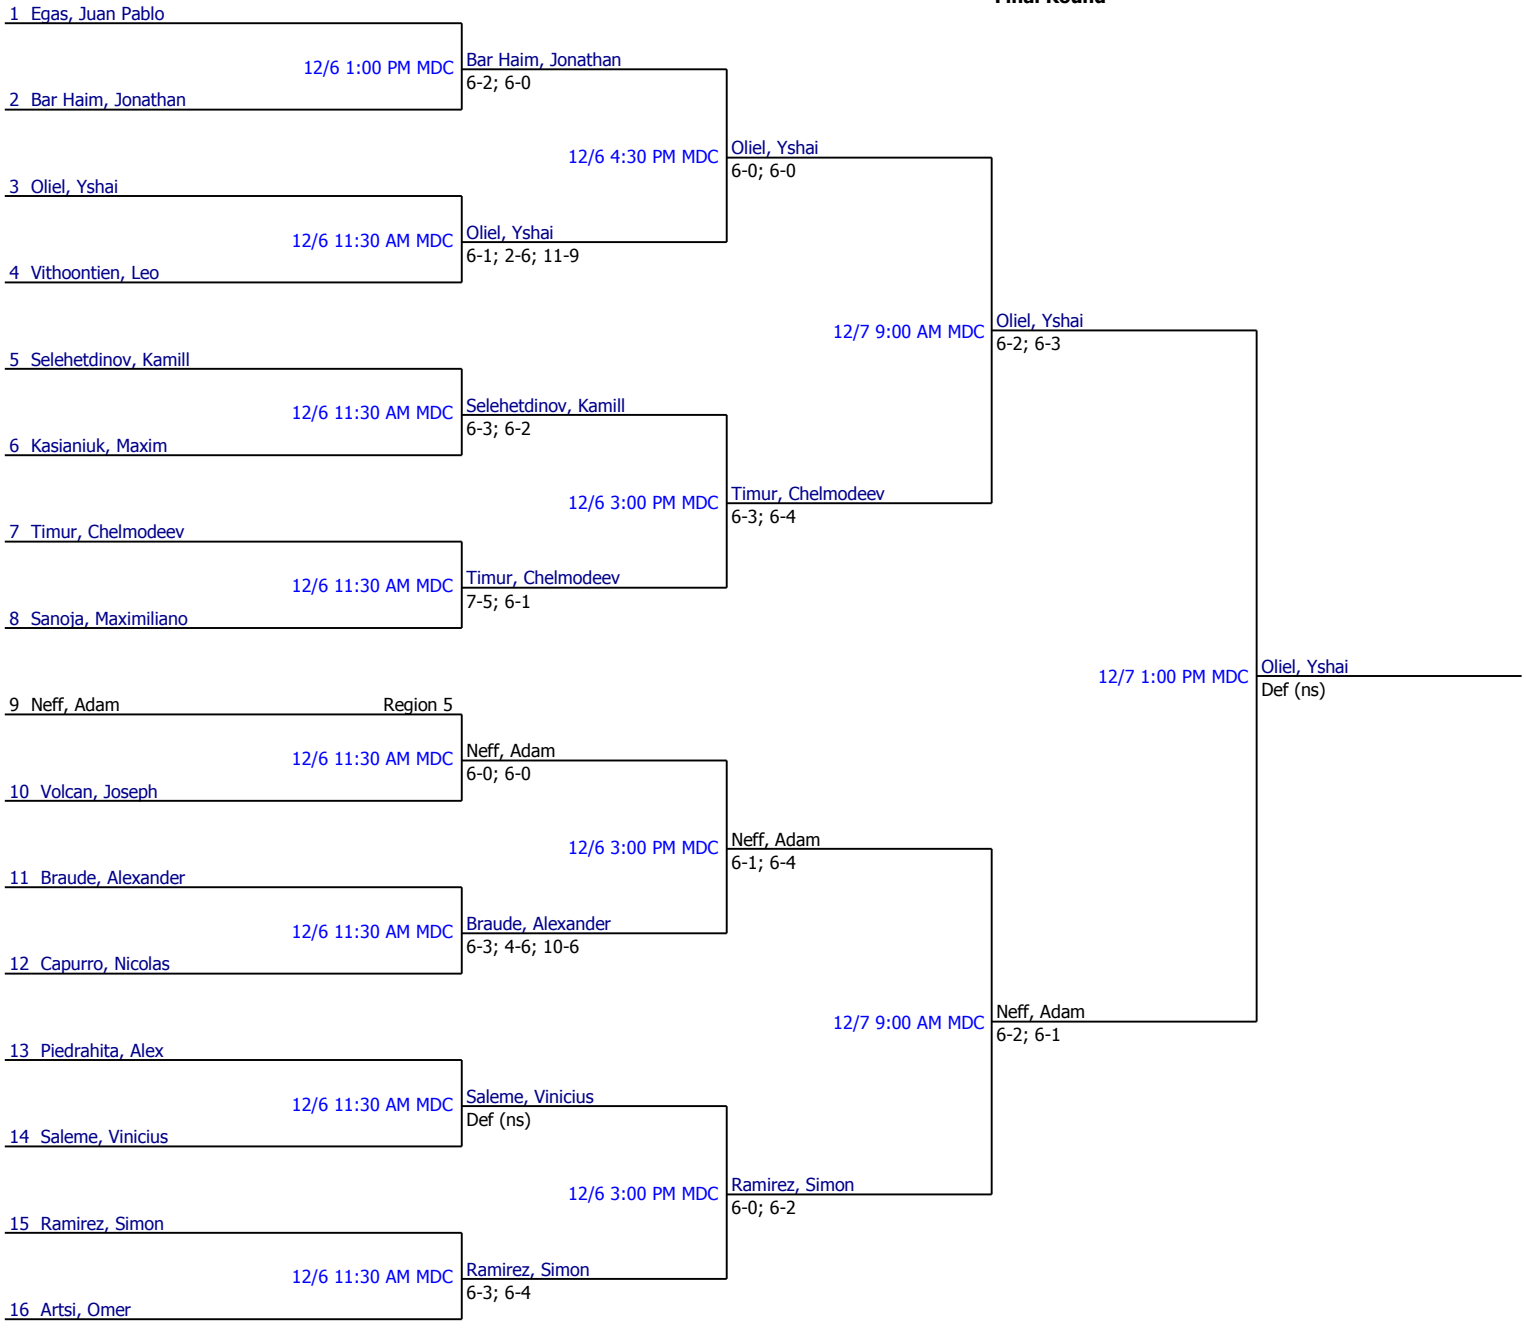 Final Round
1 Egas, Juan Pablo
12/6 1:00 PM MDC
Bar Haim, Jonathan
6-2; 6-0
2 Bar Haim, Jonathan
12/6 4:30 PM MDC
Oliel, Yshai
6-0; 6-0
3 Oliel, Yshai
12/6 11:30 AM MDC
Oliel, Yshai
6-1; 2-6; 11-9
4 Vithoontien, Leo
12/7 9:00 AM MDC
Oliel, Yshai
6-2; 6-3
5 Selehetdinov, Kamill
12/6 11:30 AM MDC
Selehetdinov, Kamill
6-3; 6-2
6 Kasianiuk, Maxim
12/6 3:00 PM MDC
Timur, Chelmodeev
6-3; 6-4
7 Timur, Chelmodeev
12/6 11:30 AM MDC
Timur, Chelmodeev
7-5; 6-1
8 Sanoja, Maximiliano
12/7 1:00 PM MDC
Oliel, Yshai
Def (ns)
9 Neff, Adam Region 5
12/6 11:30 AM MDC
Neff, Adam
6-0; 6-0
10 Volcan, Joseph
12/6 3:00 PM MDC
Neff, Adam
6-1; 6-4
11 Braude, Alexander
12/6 11:30 AM MDC
Braude, Alexander
6-3; 4-6; 10-6
12 Capurro, Nicolas
12/7 9:00 AM MDC
Neff, Adam
6-2; 6-1
13 Piedrahita, Alex
12/6 11:30 AM MDC
Saleme, Vinicius
Def (ns)
14 Saleme, Vinicius
12/6 3:00 PM MDC
Ramirez, Simon
6-0; 6-2
15 Ramirez, Simon
12/6 11:30 AM MDC
Ramirez, Simon
6-3; 6-4
16 Artsi, Omer